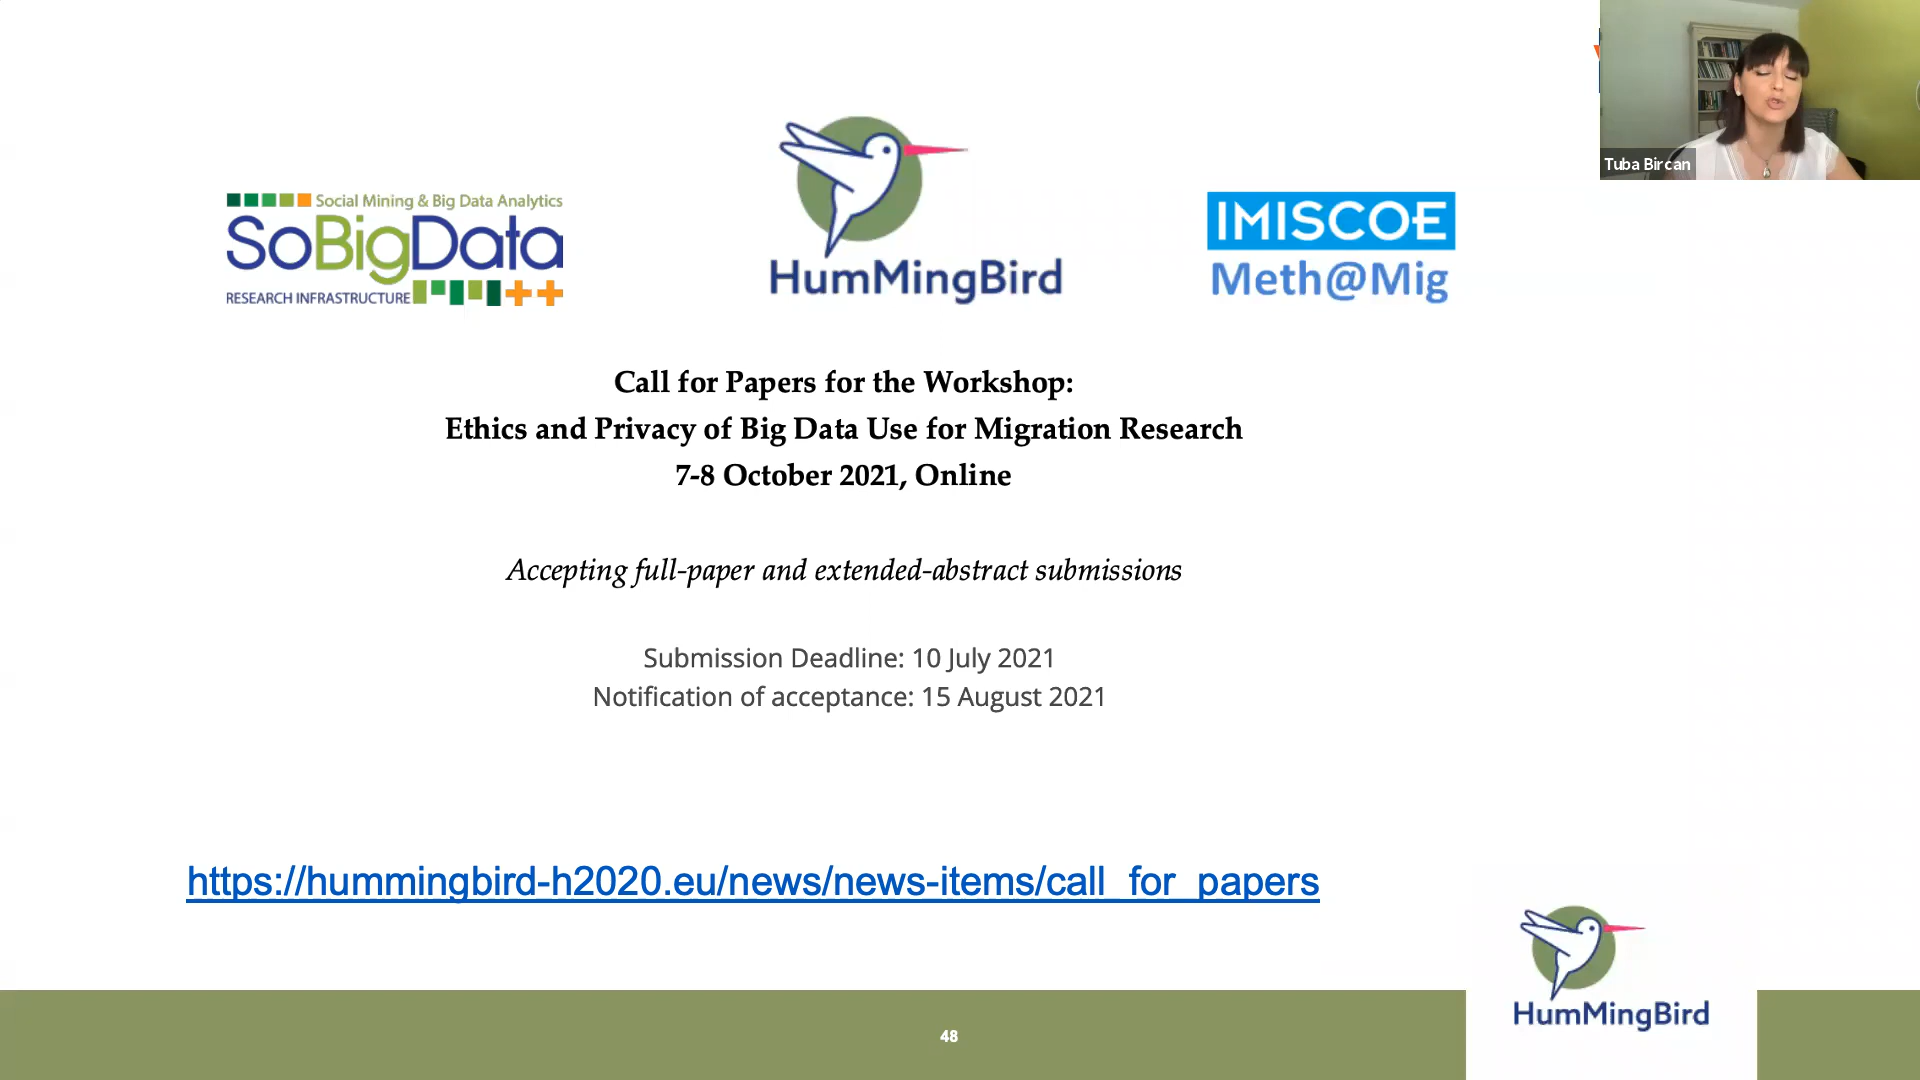 Tuba Bircan
Social Mining & Big Data Analytics
SoBigData
RESEARCH INFRASTRUCTURE
HumMingBird
IMISCOE
Meth@Mig
Call for Papers for the Workshop:
Ethics and Privacy of Big Data Use for Migration Research
7-8 October 2021, Online
Accepting full-paper and extended-abstract submissions
Submission Deadline: 10 July 2021
Notification of acceptance: 15 August 2021
https://hummingbird-h2020.eu/news/news-items/call_for_papers
HumMingBird
48